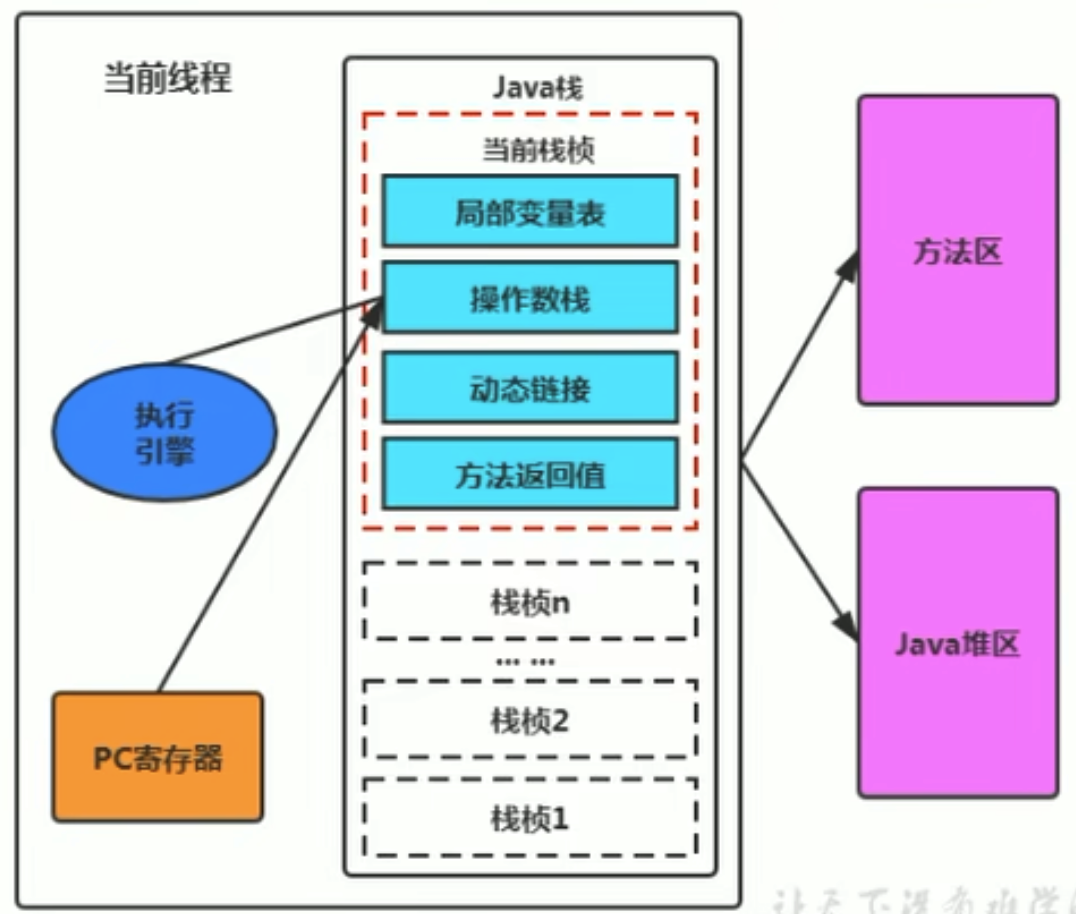 当前线程
Java栈
当前栈桢
局部变量表
操作数栈
动态链接
方法返回值
栈桢n
... ...
栈桢2
栈桢1
执行
引擎
PC寄存器
方法区
Java堆区
让天下没有难学